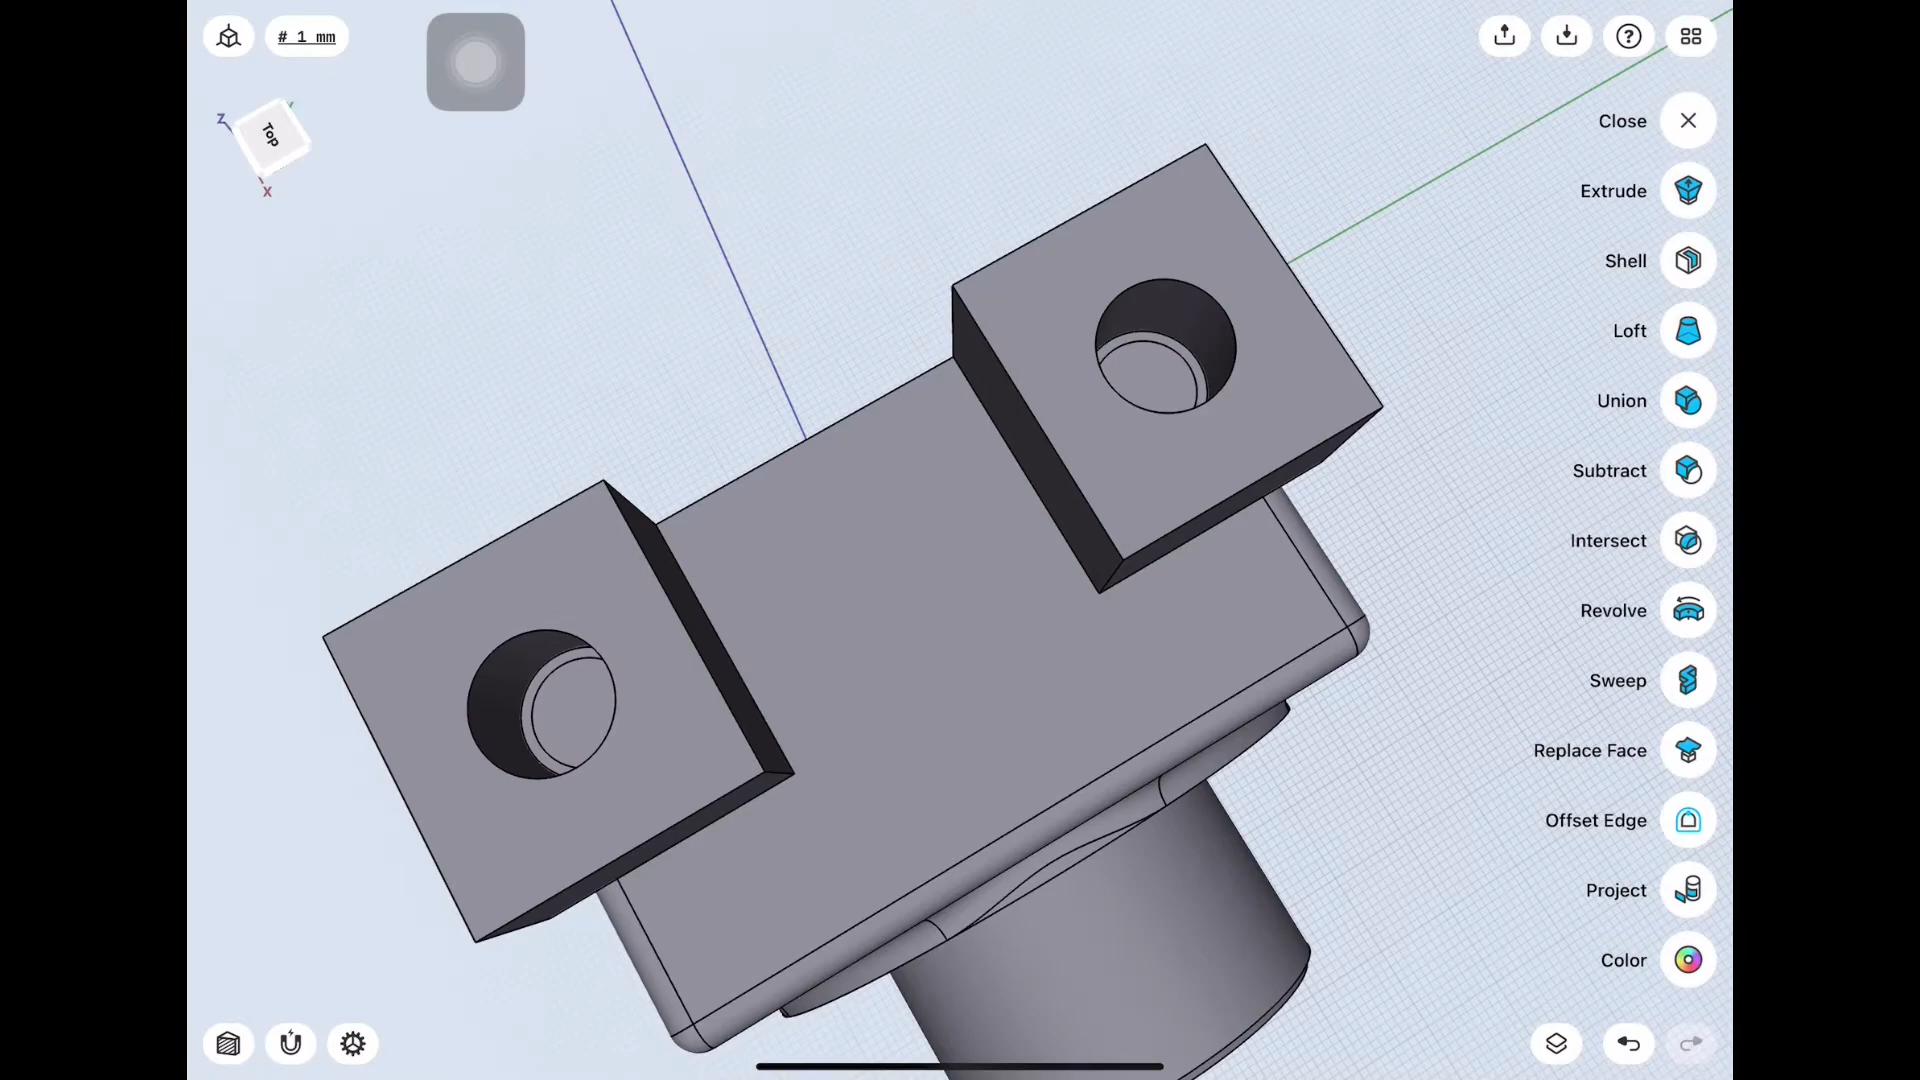 # 1 mm
Z
Top
X
Close
Extrude
Shell
Loft
Union
Subtract
Intersect
Revolve
Sweep
Replace Face
Offset Edge
Project
Color